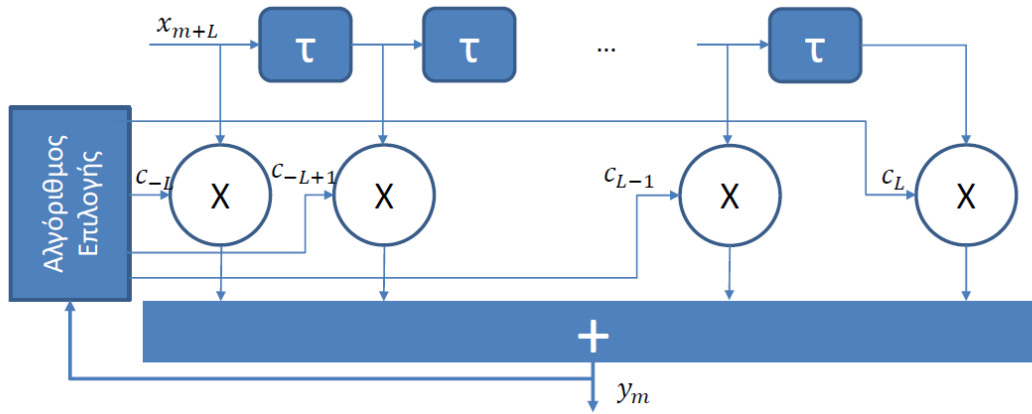 x_{m+L}
τ
τ
...
τ
Αλγόριθμος
Επιλογής
c_{-L}
X
c_{-L+1}
X
c_{L-1}
X
c_L
X
+
y_m